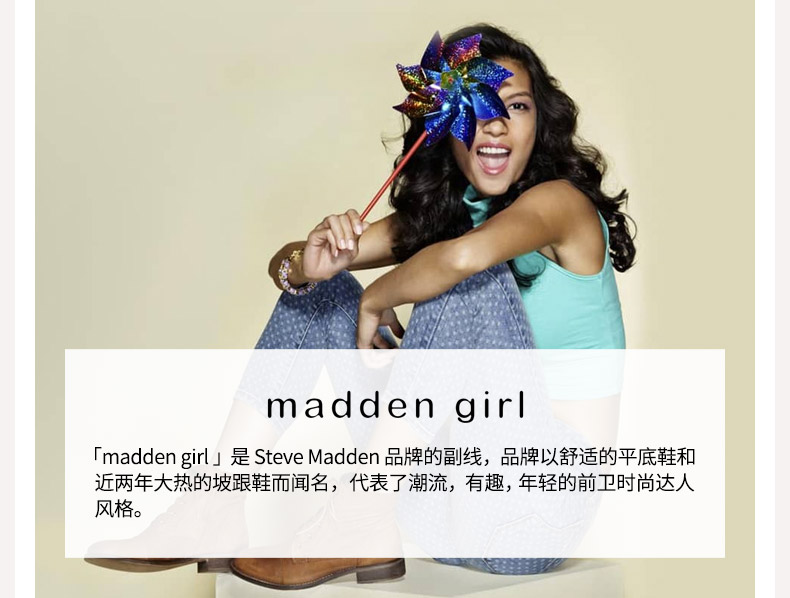 madden girl
「madden girl 」是 Steve Madden 品牌的副线，品牌以舒适的平底鞋和
近两年大热的坡跟鞋而闻名，代表了潮流，有趣，年轻的前卫时尚达人
风格。